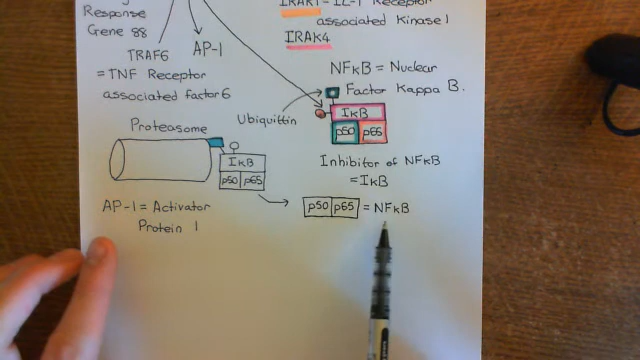 Response
Gene 88
TRAF6
= TNF Receptor
associated factor 6
AP-1
IRAK1 - IL-1 Receptor
associated Kinase 1
IRAK4
NFκB = Nuclear
Factor Kappa B.
Ubiquittin
IκB
p50 p65
Proteasome
IκB
p50 p65
Inhibitor of NFκB
= IκB
p50 p65 = NFκB
AP-1 = Activator
Protein 1